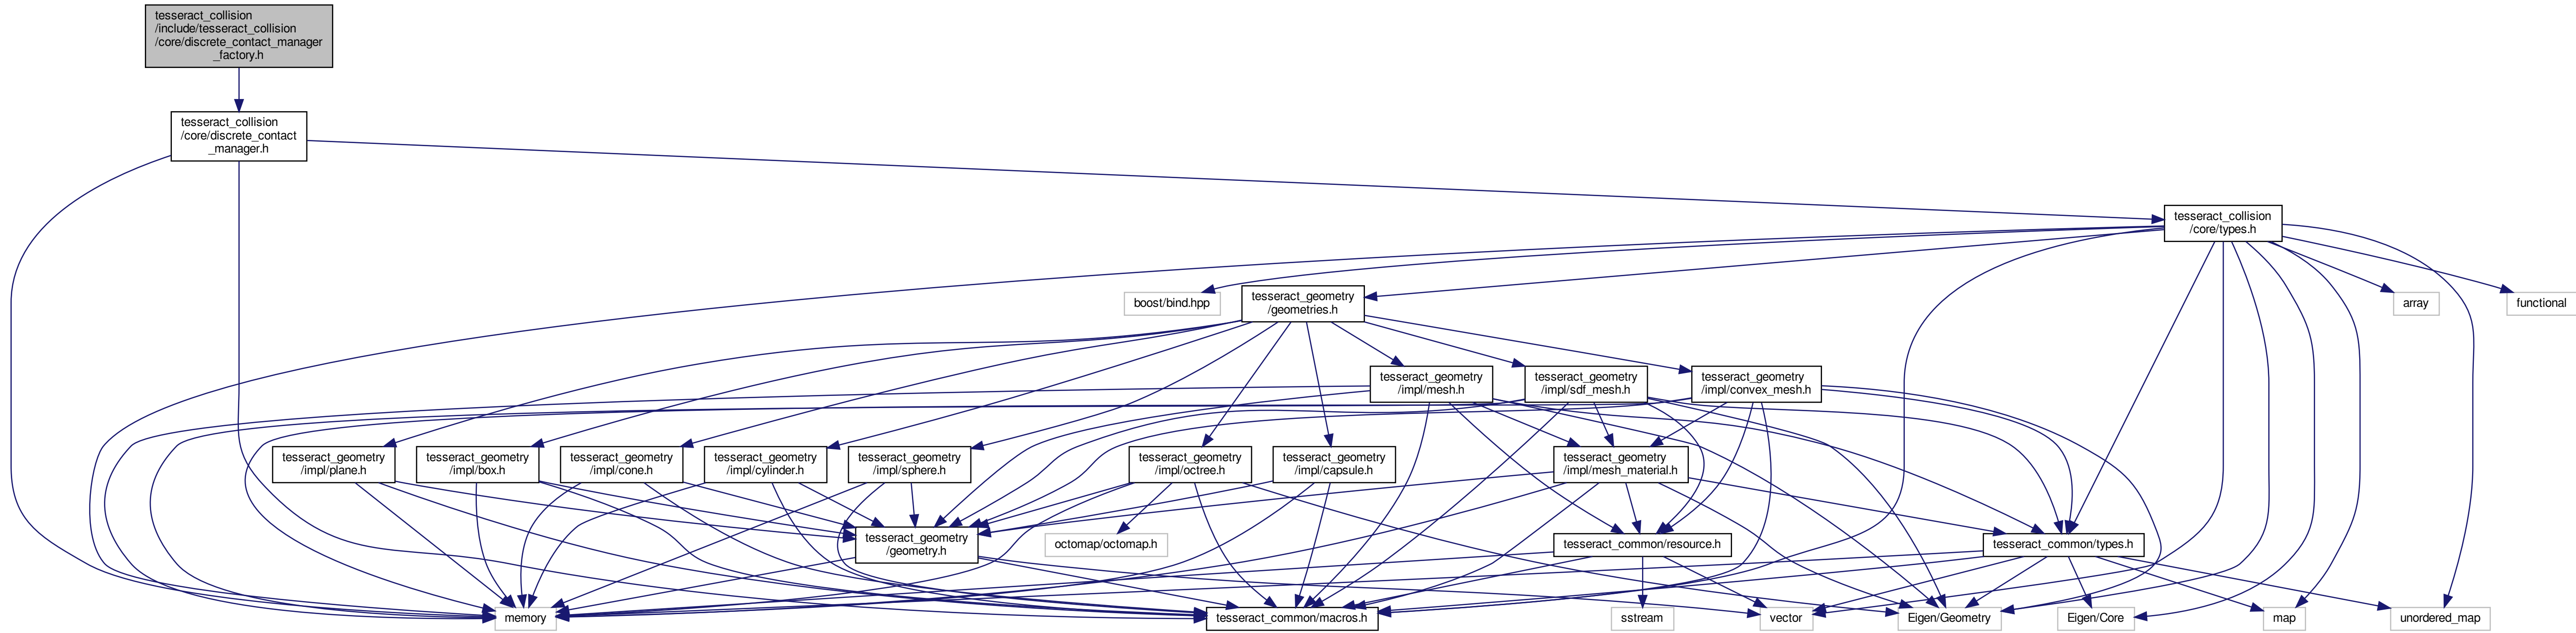 tesseract_collision
/include/tesseract_collision
/core/discrete_contact_manager
_factory.h
tesseract_collision
/core/discrete_contact
_manager.h
tesseract_collision
/core/types.h
boost/bind.hpp
tesseract_geometry
/geometries.h
array
functional
tesseract_geometry
/impl/mesh.h
tesseract_geometry
/impl/sdf_mesh.h
tesseract_geometry
/impl/convex_mesh.h
tesseract_geometry
/impl/plane.h
tesseract_geometry
/impl/box.h
tesseract_geometry
/impl/cone.h
tesseract_geometry
/impl/cylinder.h
tesseract_geometry
/impl/sphere.h
tesseract_geometry
/impl/octree.h
tesseract_geometry
/impl/capsule.h
tesseract_geometry
/impl/mesh_material.h
tesseract_geometry
/geometry.h
octomap/octomap.h
tesseract_common/resource.h
tesseract_common/types.h
memory
tesseract_common/macros.h
sstream
vector
Eigen/Geometry
Eigen/Core
map
unordered_map